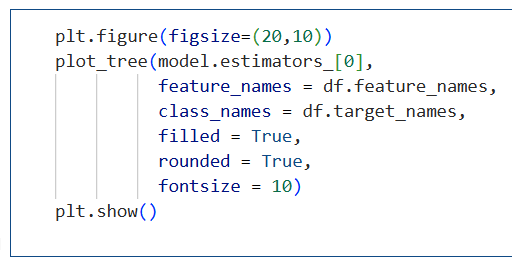 plt.figure(figsize=(20,10))
plot_tree(model.estimators_[0],
feature_names = df.feature_names,
class_names = df.target_names,
filled = True,
rounded = True,
fontsize = 10)
plt.show()